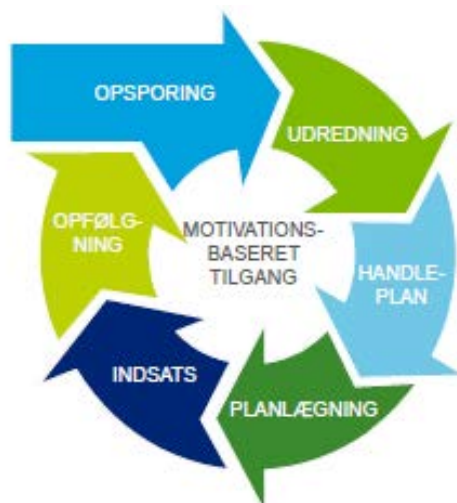 OPSPORING
UDREDNING
HANDLE-
PLAN
PLANLÆGNING
INDSATS
OPFØLG-
NING
MOTIVATIONS-
BASERET
TILGANG